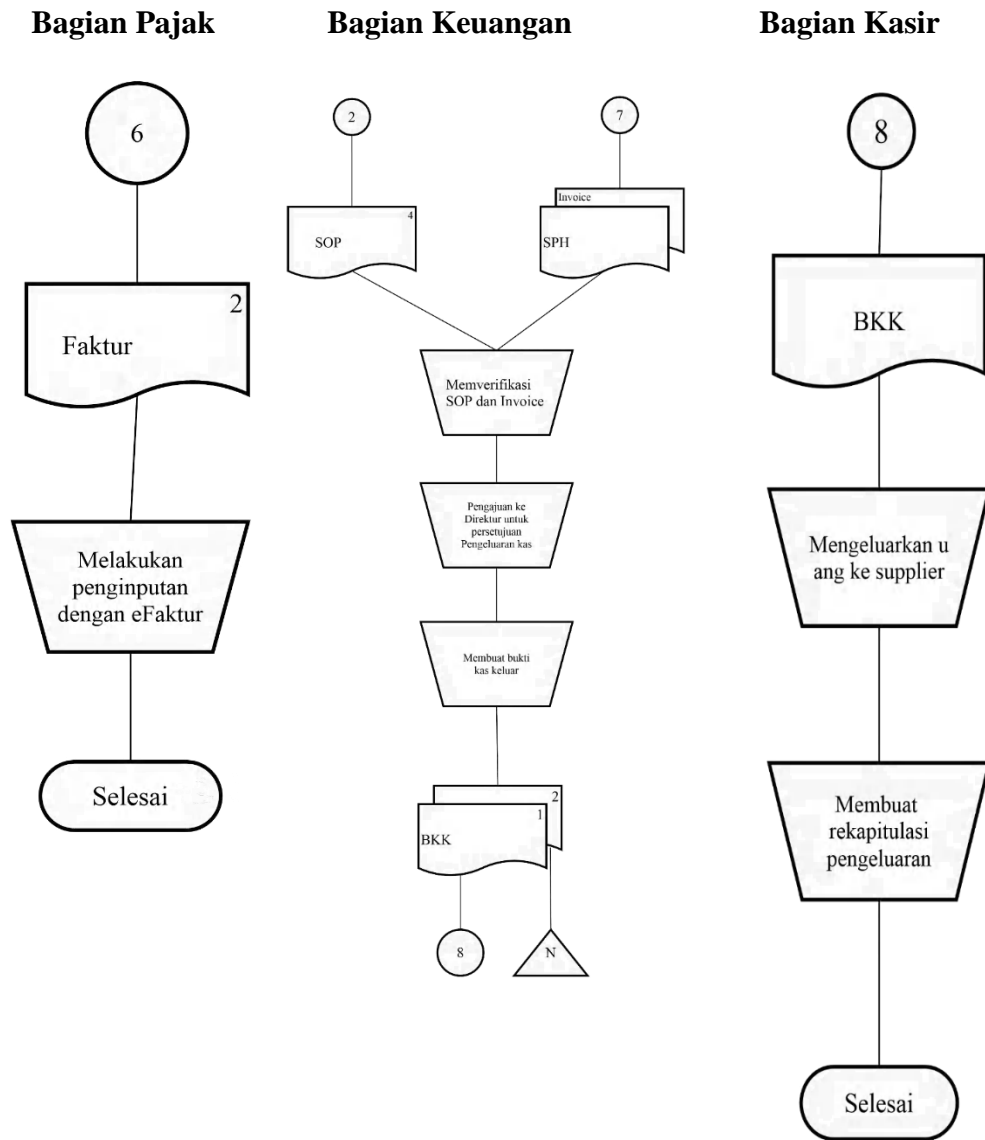 Bagian Pajak
6
2
Faktur
Melakukan
penginputan
dengan eFaktur
Selesai
Bagian Keuangan
2
4
SOP
7
Invoice
SPH
Memverifikasi
SOP dan Invoice
Pengajuan ke
Direktur untuk
persetujuan
Pengeluaran kas
Membuat bukti
kas keluar
2
1
BKK
8
N
Bagian Kasir
8
BKK
Mengeluarkan u
ang ke supplier
Membuat
rekapitulasi
pengeluaran
Selesai